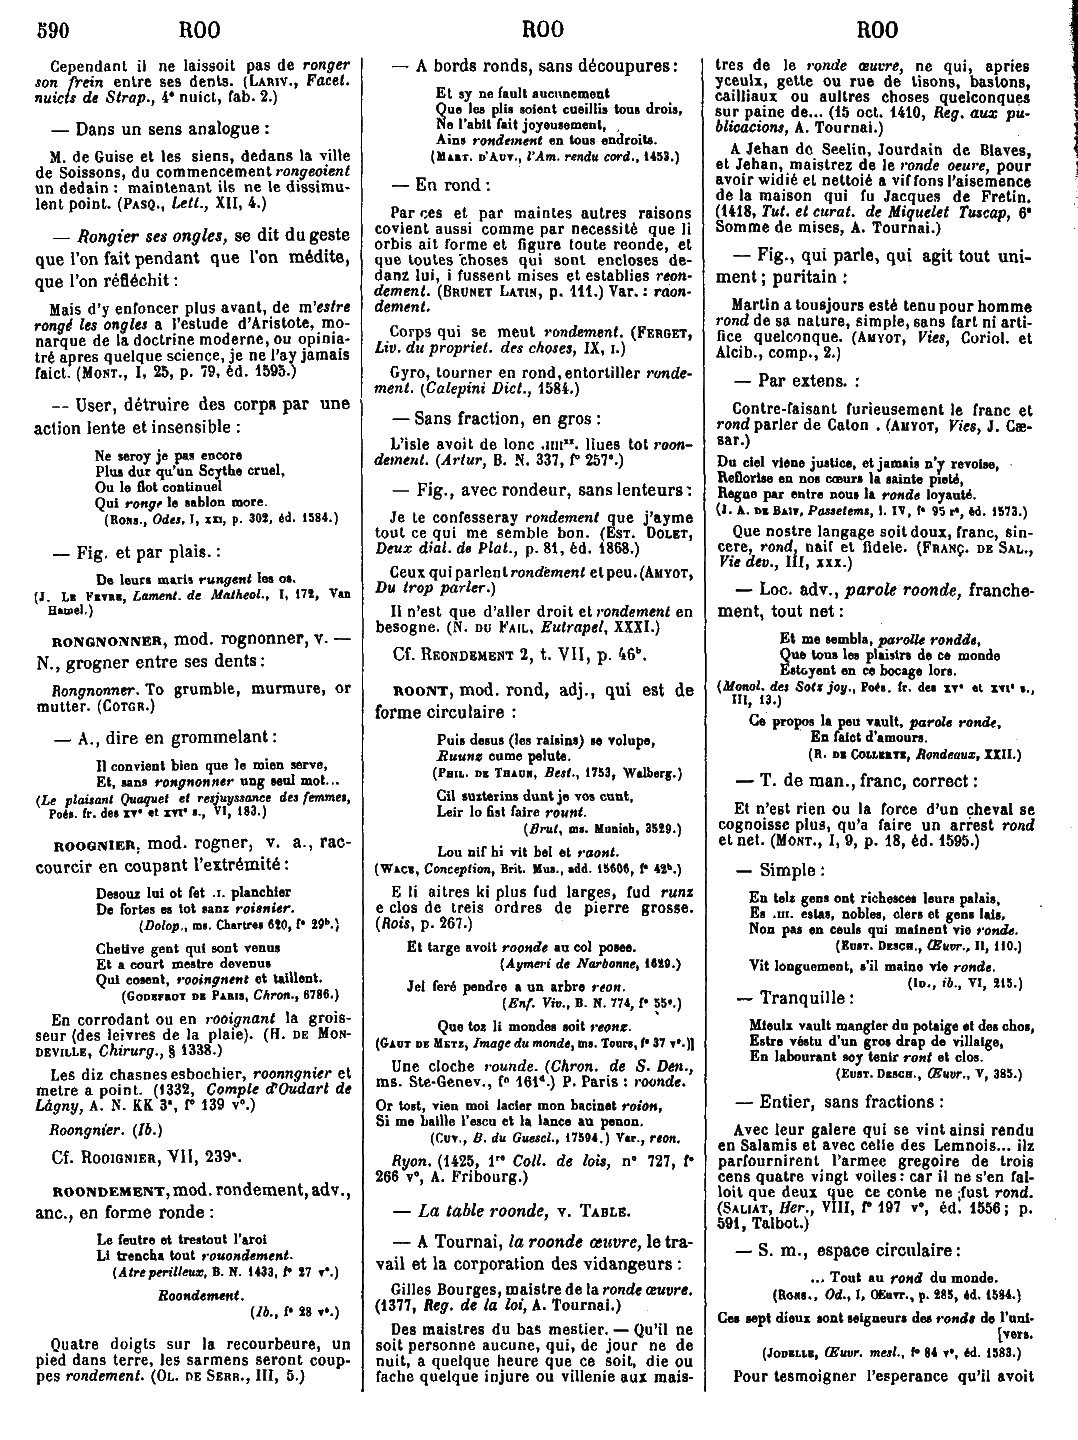 590 ROO ROO ROO
Cependant il ne laissoit pas de ronger
son frein entre ses dents. (LARIV., Facet.
nuicts de Strap., 4e nuict, fab. 2.)
— Dans un sens analogue :
M. de Guise et les siens, dedans la ville
de Soissons, du commencement rongeoient
un dedain : maintenant ils ne le dissimu-
lent point. (PASQ., Lett., XII, 4.)
— Rongier ses ongles, se dit du geste
que l'on fait pendant que l'on médite,
que l'on réfléchit :
Mais d'y enfoncer plus avant, de m'estre
rongé les ongles a l'estude d'Aristote, mo-
narque de la doctrine moderne, ou opinia-
tré apres quelque science, je ne l'ay jamais
faict. (MONT., I, 25, p. 79, éd. 1595.)
-- User, détruire des corps par une
action lente et insensible :
Ne seroy je pas encore
Plus dur qu'un Scythe cruel,
Ou le flot continuel
Qui ronge le sablon more.
(RONS., Odes, I, XXI, p. 302, éd. 1584.)
— Fig. et par plais. :
De leurs maris rungent les os.
(J. LE FEVRE, Lament. de Matheol., I, 172, Van
Hamel.)
RONGNONNER, mod. rognonner, v. —
N., grogner entre ses dents :
Rongnonner. To grumble, murmure, or
mutter. (COTGR.)
— A., dire en grommelant :
Il convient bien que le mien serve,
Et, sans rongnonner ung seul mot...
(Le plaisant Quaquet et resjuyssance des femmes,
Poés. fr. des XVe et XVIe s., VI, 183.)
ROOGNIER, mod. rogner, v. a., rac-
courcir en coupant l'extrémité :
Desouz lui ot fet .I. planchier
De fortes es tot sanz roisnier.
(Dolop., ms. Chartres 620, fo 29b.)
Chetive gent qui sont venus
Et a court mestre devenus
Qui cosent, rooingnent et taillent.
(GODEFROY DE PARIS, Chron., 6786.)
En corrodant ou en rooignant la grois-
seur (des leivres de la plaie). (H. DE MON-
DEVILLE, Chirurg., § 1338.)
Les diz chasnes esbochier, roonngnier et
metre a point. (1332, Comple d'Oudart de
Lâgny, A. N. KK 3a, fo 139 vo.)
Roongnier. (Ib.)
Cf. ROOIGNIER, VII, 239a.
ROONDEMENT, mod. rondement, adv.,
anc., en forme ronde :
Le feutre et trestout l'aroi
Li trencha tout rouondement.
(Atre perilleux, B. N. 1433, fo 27 vo.)
Roondement.
(Ib., fo 28 vo.)
Quatre doigts sur la recourbeure, un
pied dans terre, les sarmens seront coup-
pes rondement. (OL. DE SERR., III, 5.)
— A bords ronds, sans découpures :
Et sy ne fault aucunement
Que les plis soient cueillis tous drois,
Ne l'abit fait joyeusement,
Ains rondement en tous endroits.
(MART. D'AUV., l'Am. rendu cord., 1453.)
— En rond :
Par ces et par maintes autres raisons
covient aussi comme par necessité que li
orbis ait forme et figure toute reonde, et
que toutes choses qui sont encloses de-
danz lui, i fussent mises et establies reon-
dement. (BRUNET LATIN, p. 111.) Var. : raon-
dement.
Corps qui se meut rondement. (FERGET,
Liv. du propriet. des choses, IX, I.)
Gyro, tourner en rond, entortiller ronde-
ment. (Calepini Dict., 1584.)
— Sans fraction, en gros :
L'isle avoit de lonc .IIIIxx. liues tot roon-
dement. (Artur, B. N. 337, fo 257a.)
— Fig., avec rondeur, sans lenteurs :
Je te confesseray rondement que j'ayme
tout ce qui me semble bon. (EST. DOLET,
Deux dial. de Plat., p. 81, éd. 1868.)
Ceux qui parlent rondement et peu. (AMYOT,
Du trop parler.)
Il n'est que d'aller droit et rondement en
besogne. (N. DU FAIL, Eutrapel, XXXI.)
Cf. REONDEMENT 2, t. VII, p. 46b.
ROONT, mod. rond, adj., qui est de
forme circulaire :
Puis desus (les raisins) se volupe,
Ruunz cume pelute.
(PHIL. DE THAUN, Best., 1753, Walberg.)
Cil suzterins dunt je vos cunt,
Leir lo fist faire rount.
(Brut, ms. Munich, 3529.)
Lou nif hi vit bel et raont.
(WACE, Conception, Brit. Mus., add. 15606, fo 42b.)
E li aitres ki plus fud larges, fud runz
e clos de treis ordres de pierre grosse.
(Rois, p. 267.)
Et targe avoit roonde au col posee.
(Aymeri de Narbonne, 1629.)
Jel feré pendre a un arbre reon.
(Enf. Viv., B. N. 774, fo 55a.)
Que toz li mondes soit reonz.
(GAUT DE METZ, Image du monde, ms. Tours, fo 37 vo.)]
Une cloche rounde. (Chron. de S. Den.,
ms. Ste-Genev., fo 161d.) P. Paris : roonde.
Or tost, vien moi lacier mon bacinet roion,
Si me baille l'escu et la lance au penon.
(CUV., B. du Guescl., 17594.) Var., reon.
Ryon. (1425, 1re Coll. de lois, no 727, fo
266 vo, A. Fribourg.)
— La table roonde, v. TABLE.
— A Tournai, la roonde œuvre, le tra-
vail et la corporation des vidangeurs :
Gilles Bourges, maistre de la ronde œuvre.
(1377, Reg. de la loi, A. Tournai.)
Des maistres du bas mestier. — Qu'il ne
soit personne aucune, qui, de jour ne de
nuit, a quelque heure que ce soit, die ou
fache quelque injure ou villenie aux mais-
tres de le ronde œuvre, ne qui, apries
yceulx, gette ou rue de tisons, bastons,
cailliaux ou aultres choses quelconques
sur paine de... (15 oct. 1410, Reg. aux pu-
blicacions, A. Tournai.)
A Jehan de Seelin, Jourdain de Blaves,
et Jehan, maistrez de le ronde oeure, pour
avoir widié et nettoié a vif fons l'aisemence
de la maison qui fu Jacques de Fretin.
(1418, Tut. et curat. de Miquelet Tuscap, 6e
Somme de mises, A. Tournai.)
— Fig., qui parle, qui agit tout uni-
ment ; puritain :
Martin a tousjours esté tenu pour homme
rond de sa nature, simple, sans fart ni arti-
fice quelconque. (AMYOT, Vies, Coriol. et
Alcib., comp., 2.)
— Par extens. :
Contre-faisant furieusement le franc et
rond parler de Caton . (AMYOT, Vies, J. Cæ-
sar.)
Du ciel viene justice, et jamais n'y revoise,
Reflorise en nos cœurs la sainte pieté,
Regne par entre nous la ronde loyauté.
(J. A. DE BAIF, Passetems, l. IV, fo 95 ro, éd. 1573.)
Que nostre langage soit doux, franc, sin-
cere, rond, naif et fidele. (FRANÇ. DE SAL.,
Vie dev., III, XXX.)
— Loc. adv., parole roonde, franche-
ment, tout net :
Et me sembla, parolle rondde,
Que tous les plaisirs de ce monde
Estoyent en ce bocage lors.
(Monol. des Sotz joy., Poés. fr. des XVe et XVIe s.,
III, 13.)
Ce propos la peu vault, parole ronde,
En faict d'amours.
(R. DE COLLERYE, Rondeaux, XXII.)
— T. de man., franc, correct :
Et n'est rien ou la force d'un cheval se
cognoisse plus, qu'a faire un arrest rond
et net. (MONT., I, 9, p. 18, éd. 1595.)
— Simple :
En telz gens ont richesces leurs palais,
Es .III. estas, nobles, clers et gens lais,
Non pas en ceuls qui mainent vie ronde.
(EUST. DESCH., Œuvr., II, 110.)
Vit longuement, s'il maine vie ronde.
(ID., ib., VI, 215.)
— Tranquille :
Mieulx vault mangier du potaige et des chos,
Estre vestu d'un gros drap de villaige,
En labourant soy tenir ront et clos.
(EUST. DESCH., Œuvr., V, 385.)
— Entier, sans fractions :
Avec leur galere qui se vint ainsi rendu
en Salamis et avec celle des Lemnois... ilz
parfournirent l'armee gregoire de trois
cens quatre vingt voiles : car il ne s'en fal-
loit que deux que ce conte ne fust rond.
(SALIAT, Her., VIII, fo 197 vo, éd. 1556 ; p.
591, Talbot.)
— S. m., espace circulaire :
... Tout au rond du monde.
(RONS., Od., I, Œuvr., p. 285, éd. 1584.)
Ces sept dieux sont seigneurs des ronds de l'uni-
[vers.
(JODELLE, Œuvr. mesl., fo 84 vo, éd. 1583.)
Pour tesmoigner l'esperance qu'il avoit